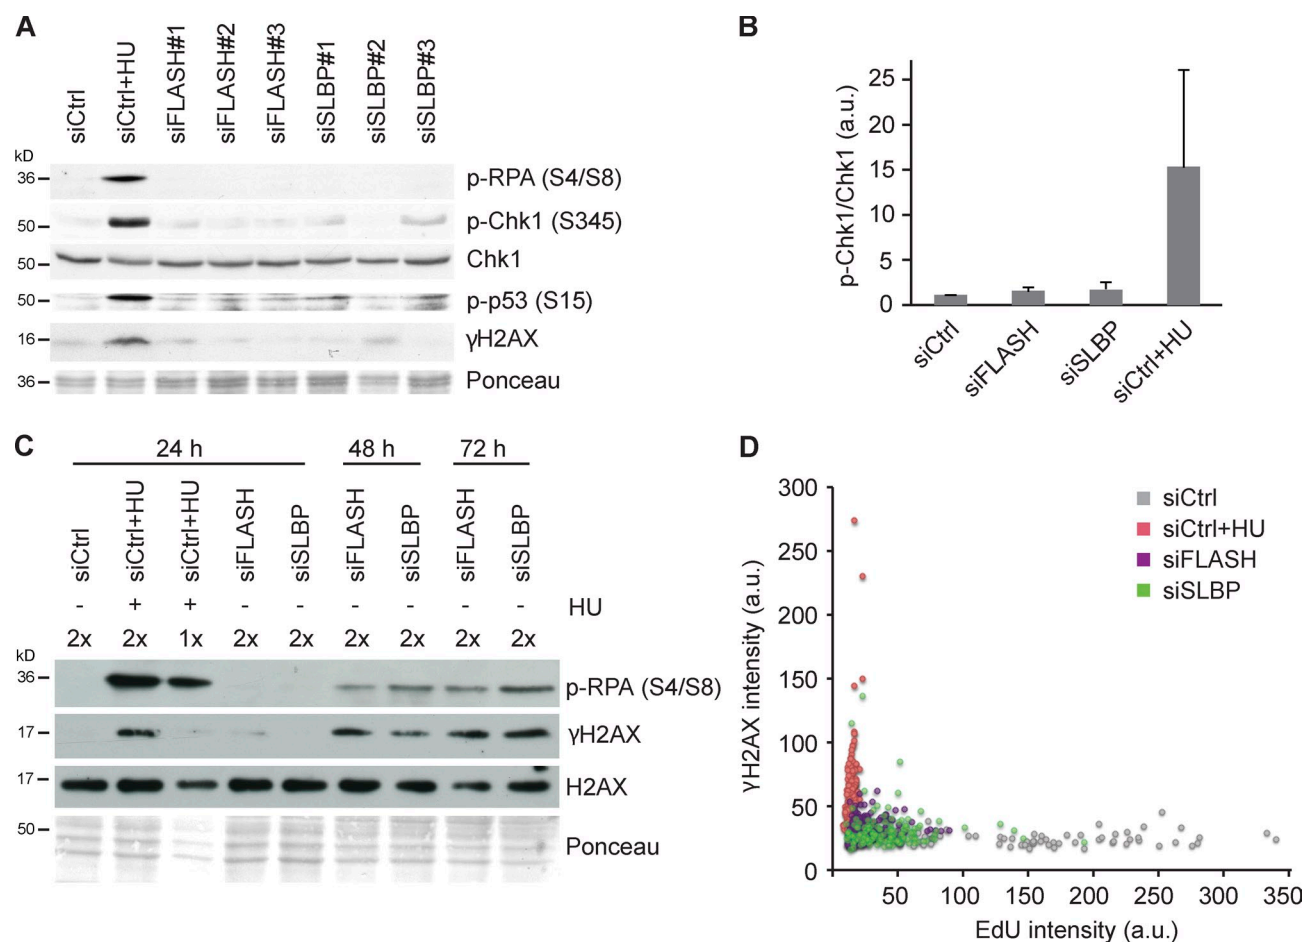 A
siCtrl
siCtrl+HU
siFLASH#1
siFLASH#2
siFLASH#3
siSLBP#1
siSLBP#2
siSLBP#3
kD
36
p-RPA (S4/S8)
50
p-Chk1 (S345)
50
Chk1
50
p-p53 (S15)
16
γH2AX
36
Ponceau
B
p-Chk1/Chk1 (a.u.)
25
20
15
10
5
0
siCtrl
siFLASH
siSLBP
siCtrl+HU
C
24 h 48 h 72 h
siCtrl
siCtrl+HU
siCtrl+HU
siFLASH
siSLBP
siFLASH
siSLBP
siFLASH
siSLBP
- + + - - - - - - HU
2x 2x 1x 2x 2x 2x 2x 2x 2x
kD
36
p-RPA (S4/S8)
17
γH2AX
17
H2AX
50
Ponceau
D
γH2AX intensity (a.u.)
300
250
200
150
100
50
0
siCtrl
siCtrl+HU
siFLASH
siSLBP
50 100 150 200 250 300 350
EdU intensity (a.u.)